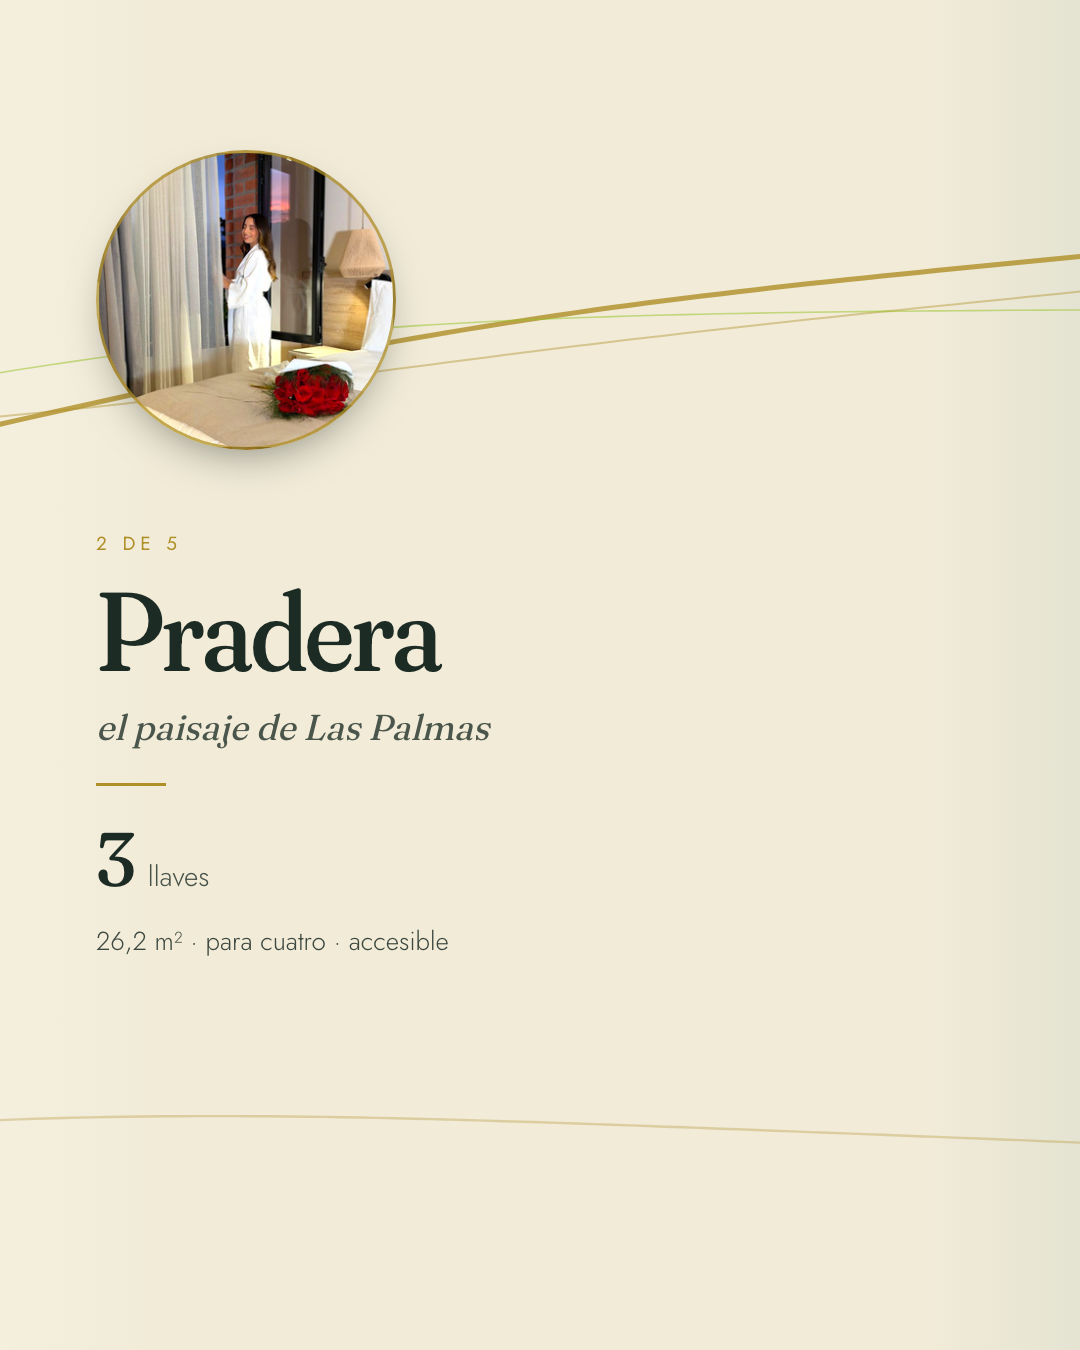 2 DE 5
Pradera
el paisaje de Las Palmas
3 llaves
26,2 m² · para cuatro · accesible